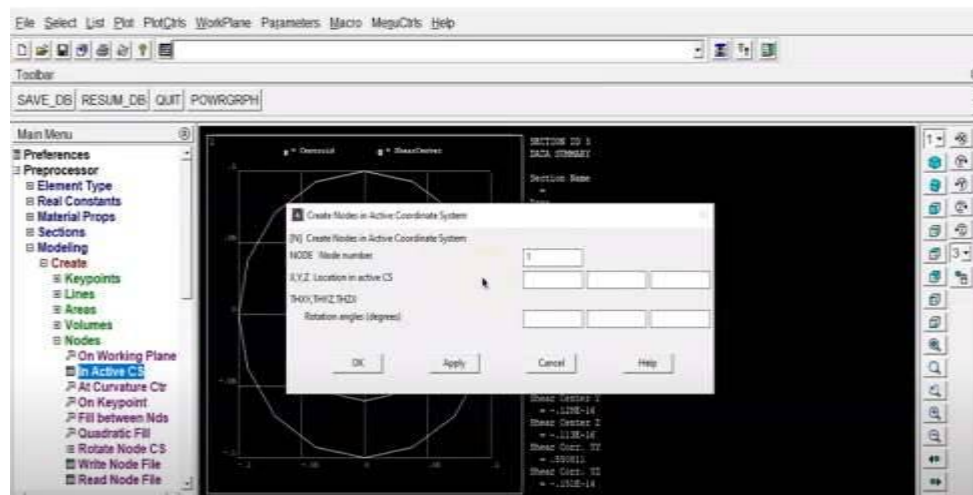 File Select List Plot PlotCtrls WorkPlane Parameters Macro MenuCtrls Help
Toolbar
SAVE_DB RESUM_DB QUIT POWRGRPH
Main Menu
Preferences
Preprocessor
Element Type
Real Constants
Material Props
Sections
Modeling
Create
Keypoints
Lines
Areas
Volumes
Nodes
On Working Plane
In Active CS
At Curvature Ctr
On Keypoint
Fill between Nds
Quadratic Fill
Rotate Node CS
Write Node File
Read Node File
= Centroid = ShearCenter
SECTION ID 1
DATA SUMMARY
Section Name
=
Create Nodes in Active Coordinate System
[N] Create Nodes in Active Coordinate System
NODE Node number 1
X,Y,Z Location in active CS
THXY,THYZ,THZX
Rotation angles (degrees)
OK Apply Cancel Help
Shear Center Y
Shear Center Z
Shear Corr. YY
Shear Corr. YZ
1
3